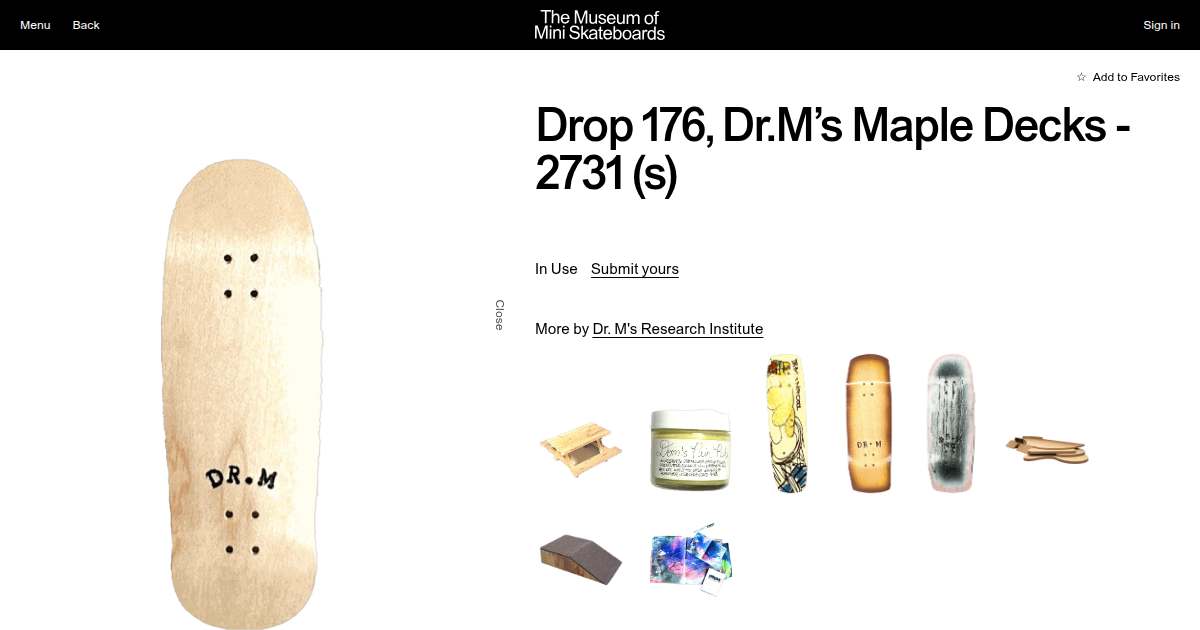 Menu
Back
The Museum of
Mini Skateboards
Sign in
☆ Add to Favorites
Drop 176, Dr.M’s Maple Decks -
2731 (s)
In Use
Submit yours
Close
More by Dr. M's Research Institute
DR.M
DR.M